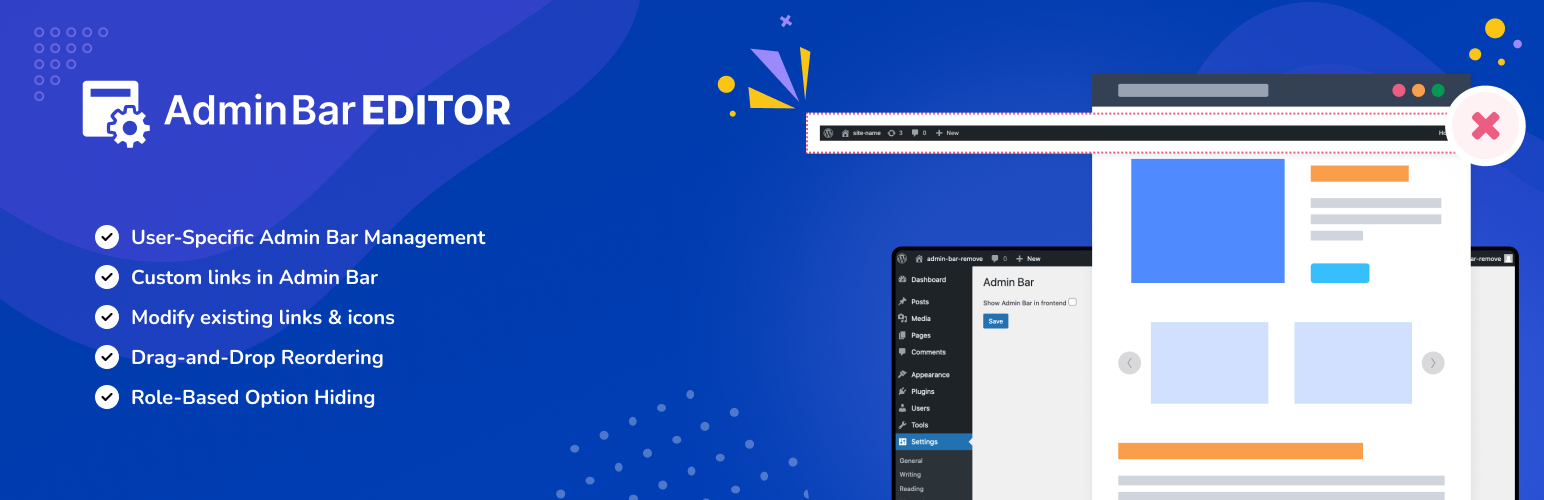 Admin Bar EDITOR
User-Specific Admin Bar Management
Custom links in Admin Bar
Modify existing links & icons
Drag-and-Drop Reordering
Role-Based Option Hiding
site-name 3 0 New
admin-bar-remove 0 New
ar-remove
Dashboard
Posts
Media
Pages
Comments
Appearance
Plugins
Users
Tools
Settings
General
Writing
Reading
Admin Bar
Show Admin Bar in frontend
Save